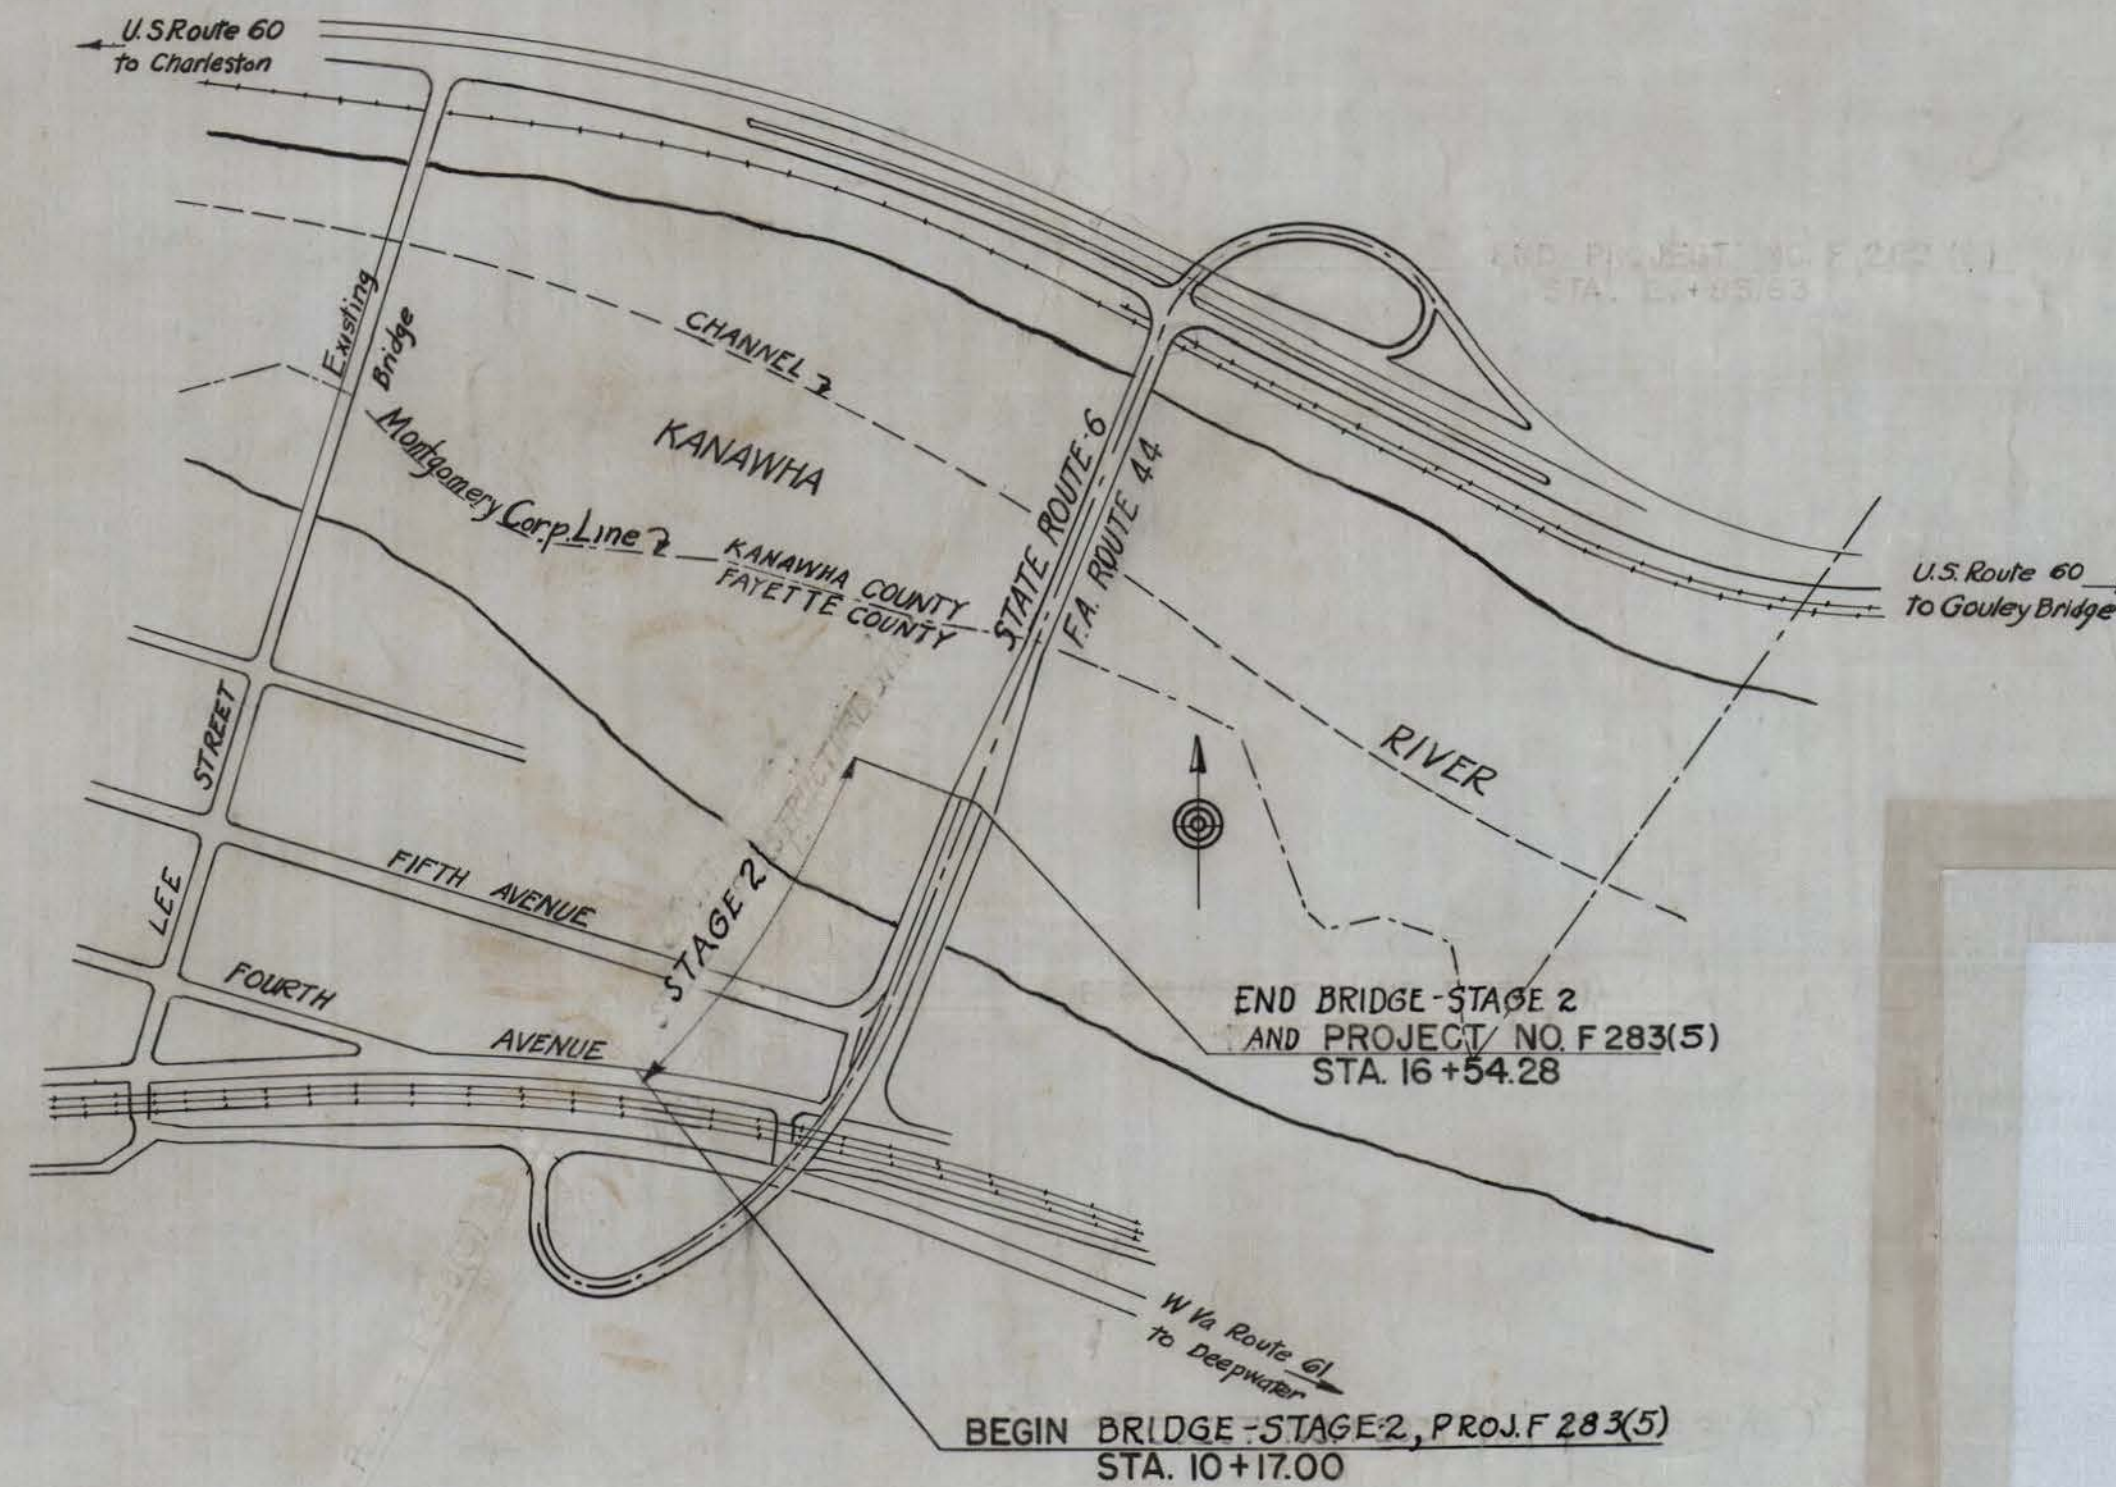 U.S Route 60
to Charleston
Existing
Bridge
CHANNEL
KANAWHA
Montgomery Corp. Line
KANAWHA COUNTY
FAYETTE COUNTY
STATE ROUTE 6
F.A. ROUTE 44
U.S. Route 60
to Gouley Bridge
RIVER
STREET
LEE
FIFTH AVENUE
FOURTH
AVENUE
STAGE 2
END BRIDGE-STAGE 2
AND PROJECT NO. F 283(5)
STA. 16+54.28
W Va Route 61
to Deepwater
BEGIN BRIDGE-STAGE-2, PROJ. F 283(5)
STA. 10+17.00